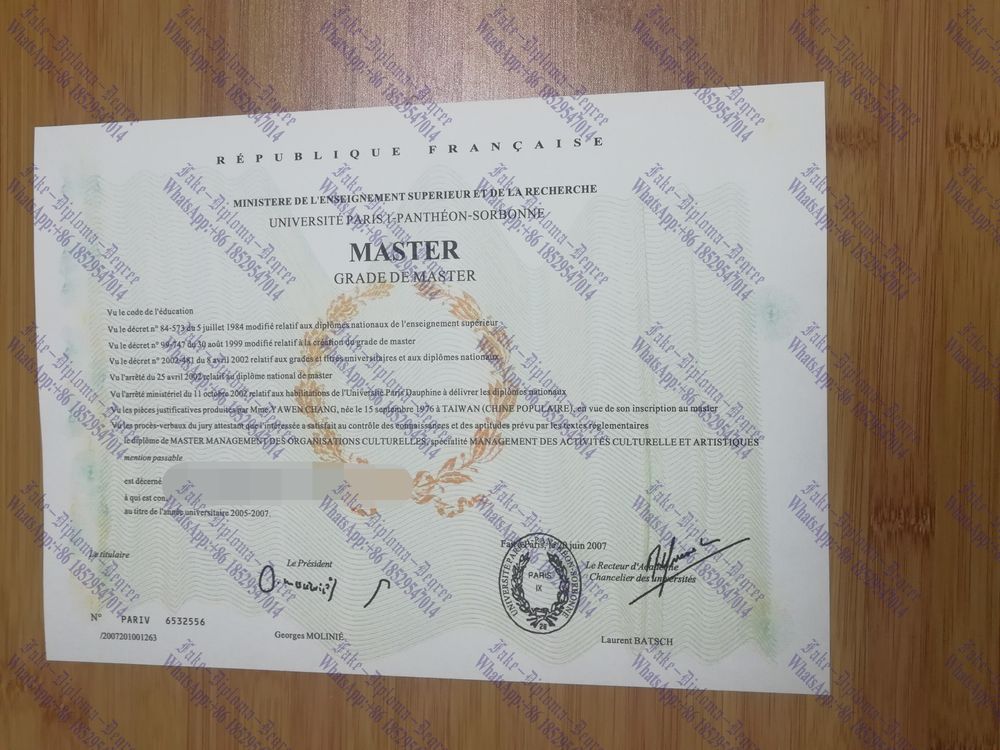 RÉPUBLIQUE FRANÇAISE
MINISTERE DE L'ENSEIGNEMENT SUPERIEUR ET DE LA RECHERCHE
UNIVERSITÉ PARIS 1-PANTHÉON-SORBONNE
MASTER
GRADE DE MASTER
Vu le code de l'éducation
Vu le décret n° 84-573 du 5 juillet 1984 modifié relatif aux diplômes nationaux de l'enseignement supérieur
Vu le décret n° 99-747 du 30 août 1999 modifié relatif à la création du grade de master
Vu le décret n° 2002-481 du 8 avril 2002 relatif aux grades et titres universitaires et aux diplômes nationaux
Vu l'arrêté du 25 avril 2002 relatif au diplôme national de master
Vu l'arrêté ministériel du 11 octobre 2002 relatif aux habilitations de l'Université Paris Dauphine à délivrer les diplômes nationaux
Vu les pièces justificatives produites par Mme. YAWEN CHANG, née le 15 septembre 1976 à TAIWAN (CHINE POPULAIRE), en vue de son inscription au master
Vu les procès-verbaux du jury attestant que l'intéressée a satisfait au contrôle des connaissances et des aptitudes prévu par les textes réglementaires
le diplôme de MASTER MANAGEMENT DES ORGANISATIONS CULTURELLES, spécialité MANAGEMENT DES ACTIVITÉS CULTURELLE ET ARTISTIQUES
mention passable
est décerné
à qui est con
au titre de l'année universitaire 2005-2007
Fait à Paris, le 20 juin 2007
Le titulaire
Le Président
Le Recteur d'Académie
Chancelier des universités
UNIVERSITÉ PARIS 1-PANTHÉON-SORBONNE
PARIS
IX
N° PARIV 6532556
/2007201001263
Georges MOLINIÉ
Laurent BATSCH
Fake-Diploma-Degree
WhatsApp:+86 18529547014